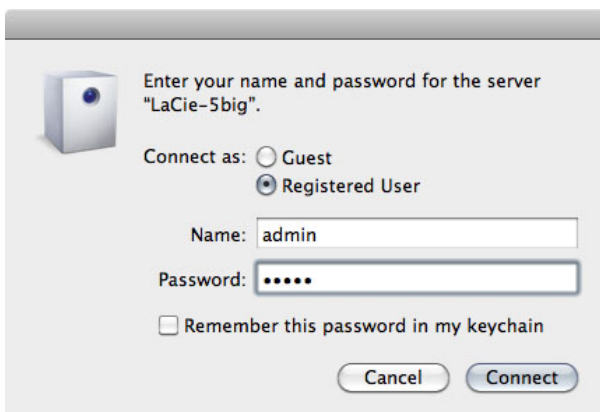 Enter your name and password for the server
“LaCie-5big”.
Connect as: Guest
Registered User
Name: admin
Password: •••••
Remember this password in my keychain
Cancel Connect